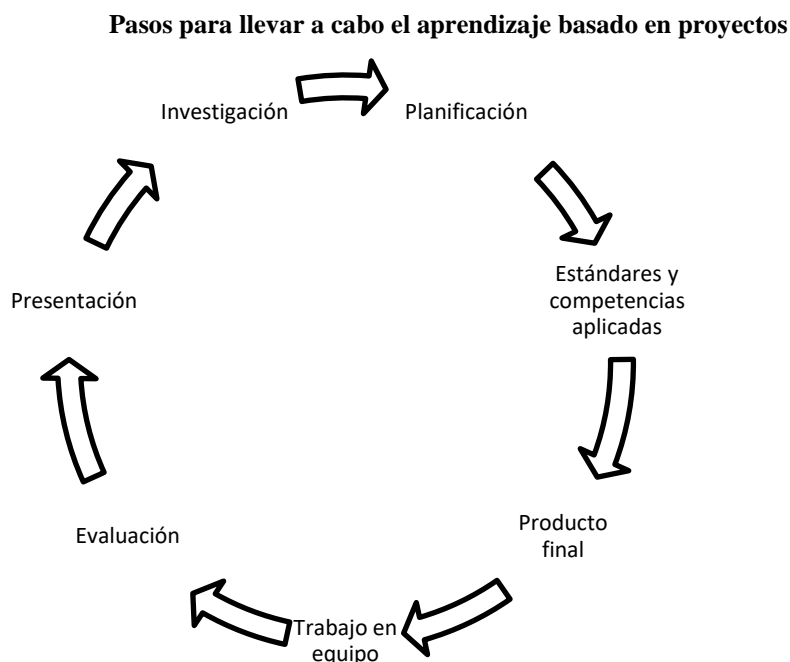 Pasos para llevar a cabo el aprendizaje basado en proyectos
Investigación
Planificación
Estándares y
competencias
aplicadas
Producto
final
Trabajo en
equipo
Evaluación
Presentación